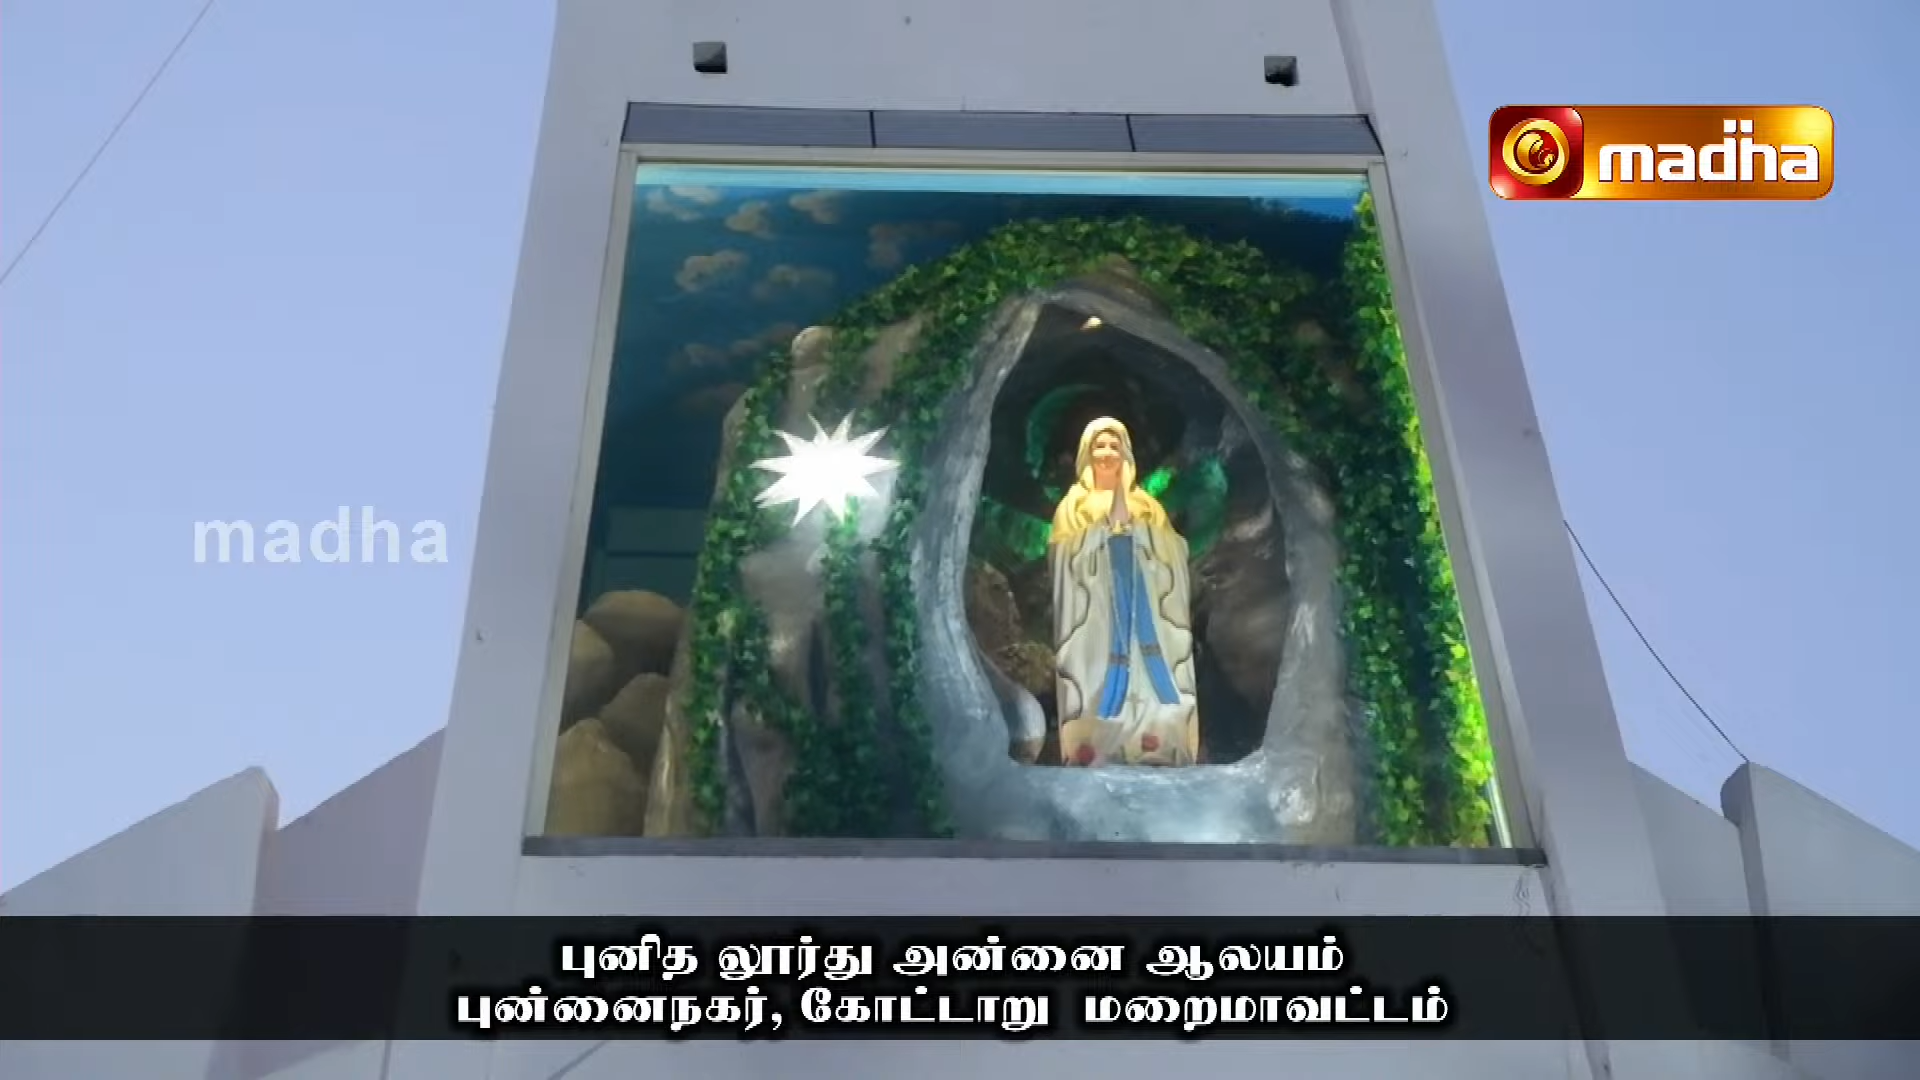 madha
madha
புனித லூர்து அன்னை ஆலயம்
புன்னைநகர், கோட்டாறு மறைமாவட்டம்